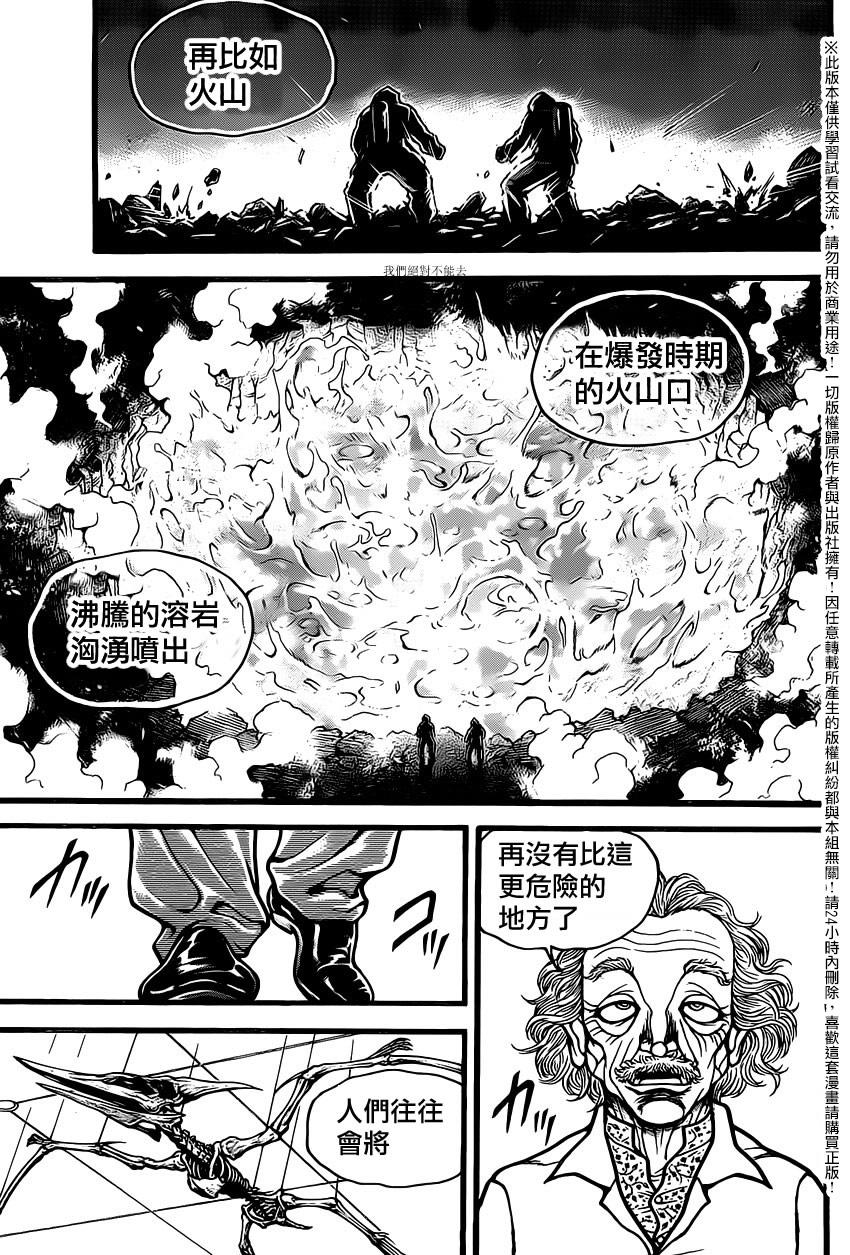 再比如
火山
我們絕對不能去
在爆發時期
的火山口
沸騰的溶岩
洶湧噴出
再沒有比這
更危險的
地方了
カッ
カッ
人們往往
會將
※此版本僅供學習試看交流，請勿用於商業用途！一切版權歸原作者與出版社擁有！因任意轉載所產生的版權糾紛都與本組無關！請24小時內刪除，喜歡這套漫畫請購買正版！